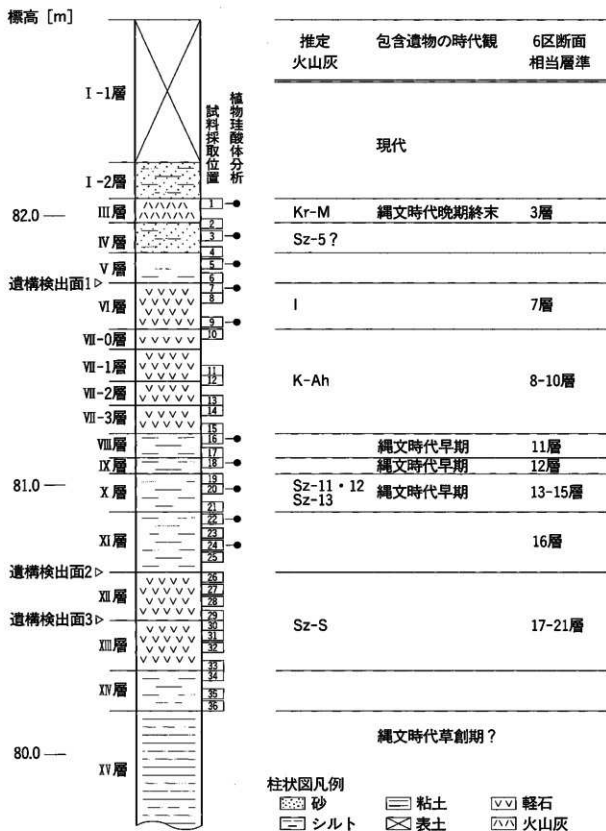 標高 [m]
推定
火山灰
包含遺物の時代観
6区断面
相当層準
試料採取位置
植物珪酸体分析
I-1層
現代
I-2層
82.0
III層
1
Kr-M
縄文時代晩期終末
3層
2
IV層
3
Sz-5?
4
V層
5
6
遺構検出面1
7
VI層
8
I
7層
9
VII-0層
10
VII-1層
11
12
K-Ah
8-10層
VII-2層
13
14
VII-3層
15
VIII層
16
縄文時代早期
11層
17
IX層
18
縄文時代早期
12層
81.0
19
X層
20
Sz-11・12
Sz-13
縄文時代早期
13-15層
21
22
XI層
23
16層
24
25
遺構検出面2
26
XII層
27
28
遺構検出面3
29
30
Sz-S
17-21層
31
XIII層
32
33
34
XIV層
35
36
縄文時代草創期?
80.0
XV層
柱状図凡例
砂
粘土
軽石
シルト
表土
火山灰